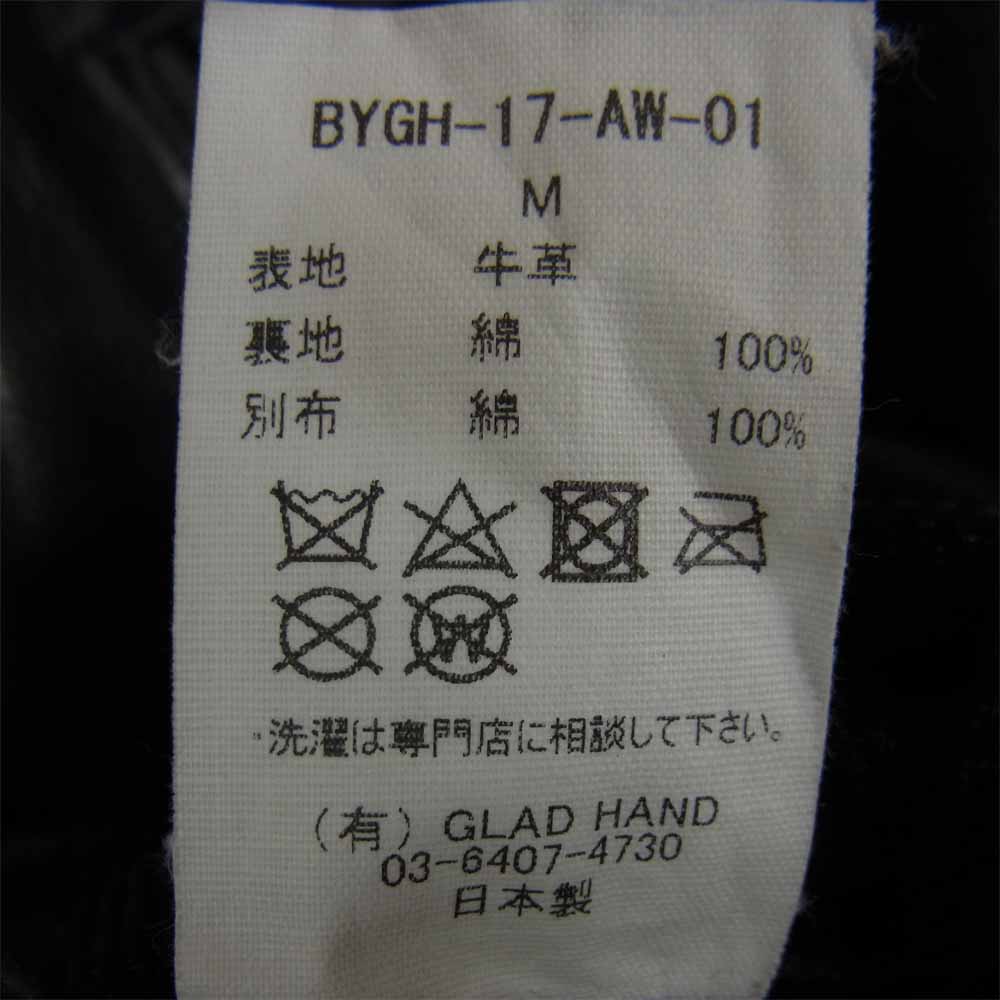 BYGH-17-AW-01
M
表地 牛革
裏地 綿 100%
別布 綿 100%
W
・洗濯は専門店に相談して下さい。
(有) GLAD HAND
03-6407-4730
日本製